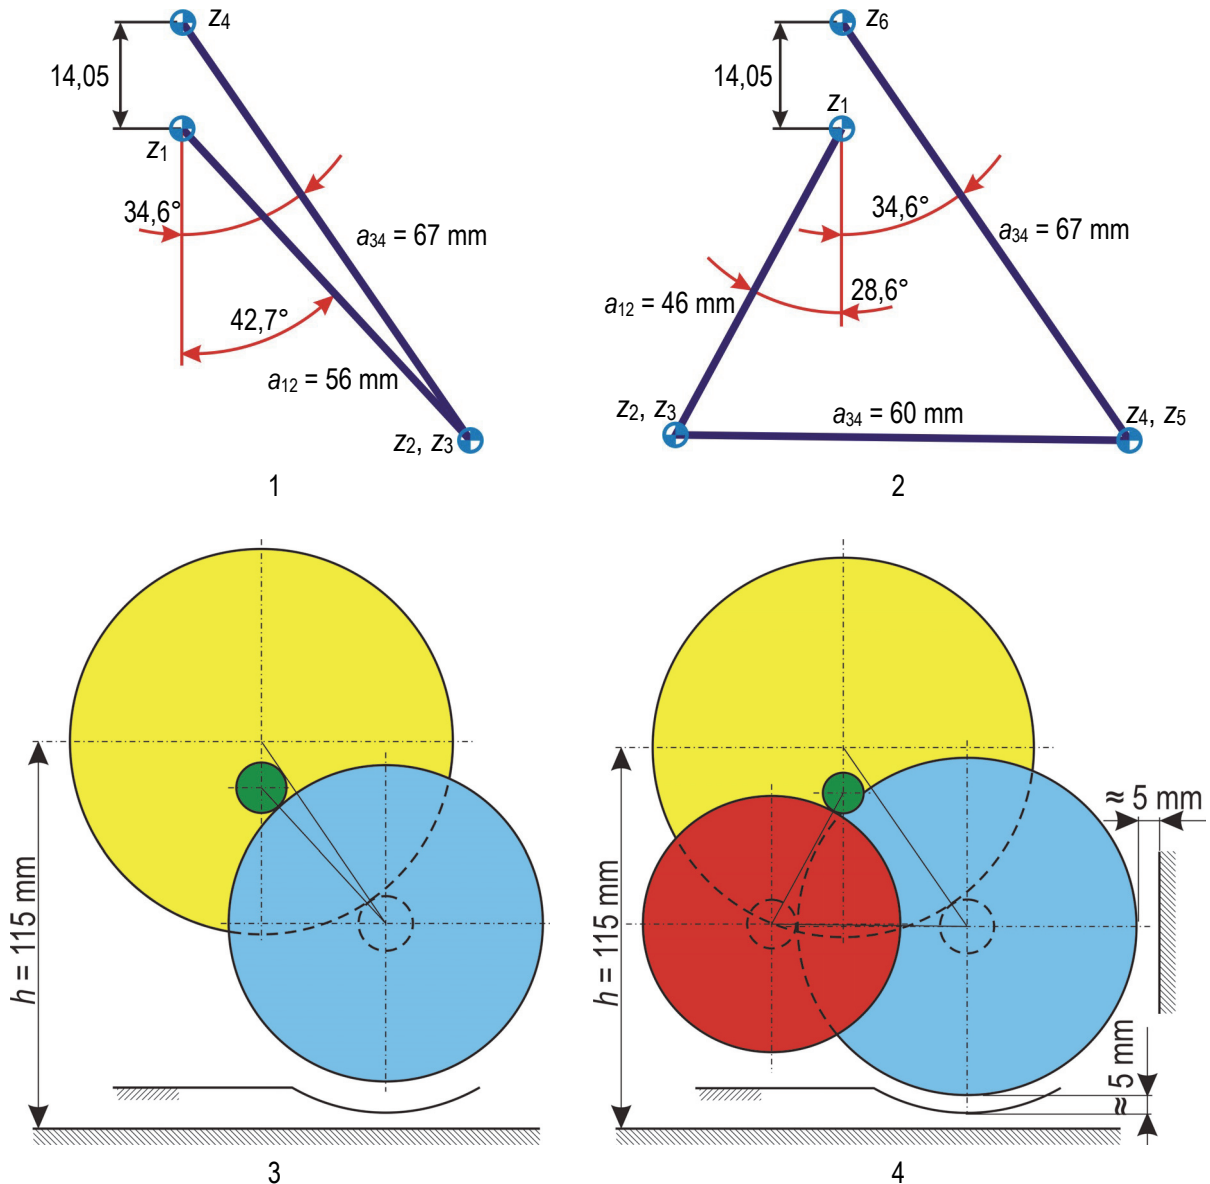 z4
14,05
z1
34,6°
a34 = 67 mm
42,7°
a12 = 56 mm
z2, z3
1
z6
14,05
z1
34,6°
a34 = 67 mm
28,6°
a12 = 46 mm
z2, z3
a34 = 60 mm
z4, z5
2
h = 115 mm
3
≈ 5 mm
h = 115 mm
≈ 5 mm
4